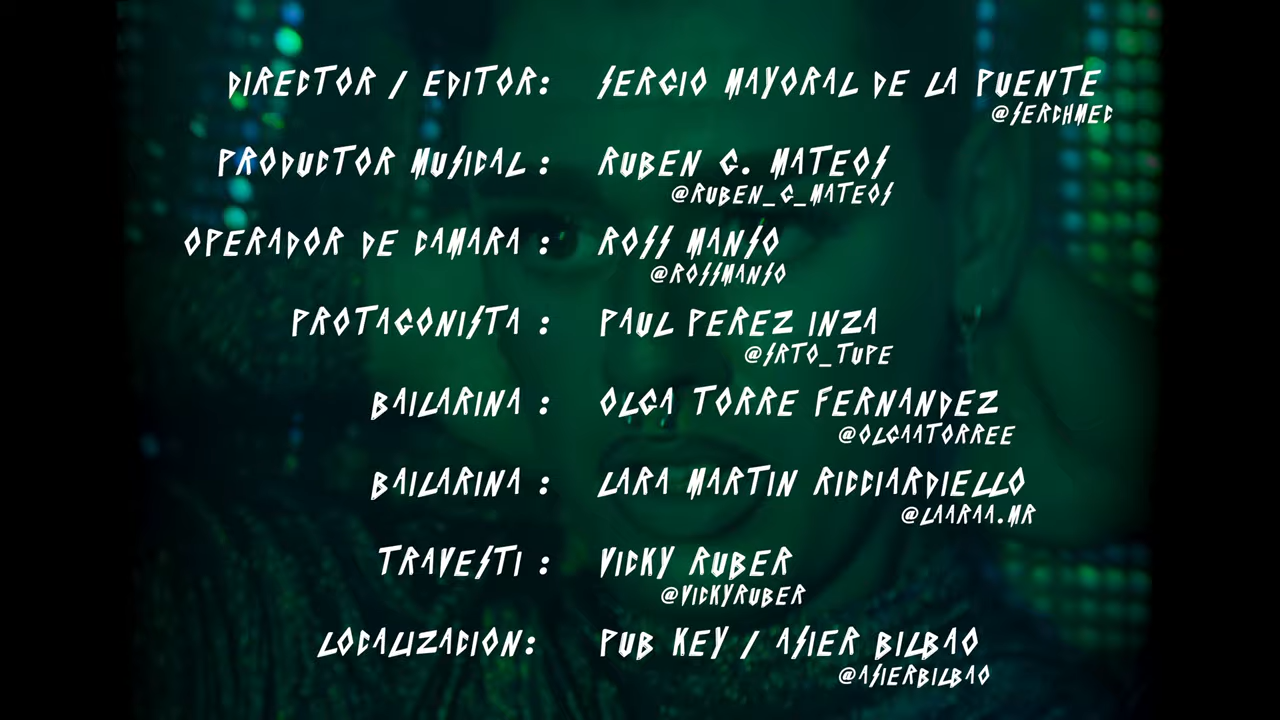 DIRECTOR / EDITOR: SERGIO MAYORAL DE LA PUENTE
@SERCHMEC
PRODUCTOR MUSICAL : RUBEN G. MATEOS
@RUBEN_G_MATEOS
OPERADOR DE CAMARA : ROSS MANSO
@ROSSMANSO
PROTAGONISTA : PAUL PEREZ INZA
@SRTO_TUPE
BAILARINA : OLGA TORRE FERNANDEZ
@OLGAATORREE
BAILARINA : LARA MARTIN RICCIARDIELLO
@LAARAA.MR
TRAVESTI : VICKY RUBER
@VICKYRUBER
LOCALIZACION: PUB KEY / ASIER BILBAO
@ASIERBILBAO